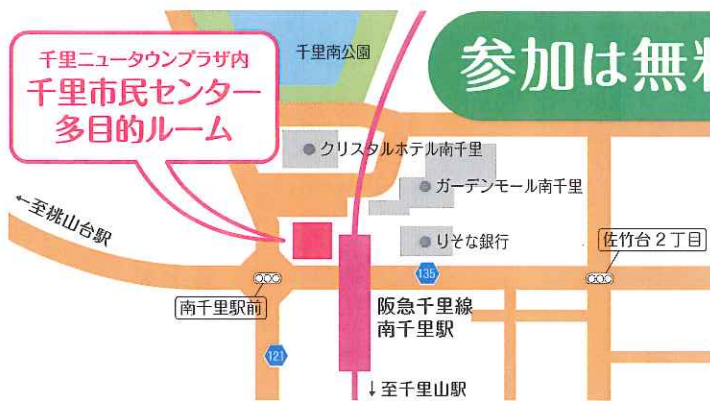 千里ニュータウンプラザ内
千里市民センター
多目的ルーム
千里南公園
参加は無料
クリスタルホテル南千里
ガーデンモール南千里
←至桃山台駅
りそな銀行
佐竹台2丁目
135
南千里駅前
阪急千里線
南千里駅
121
↓至千里山駅